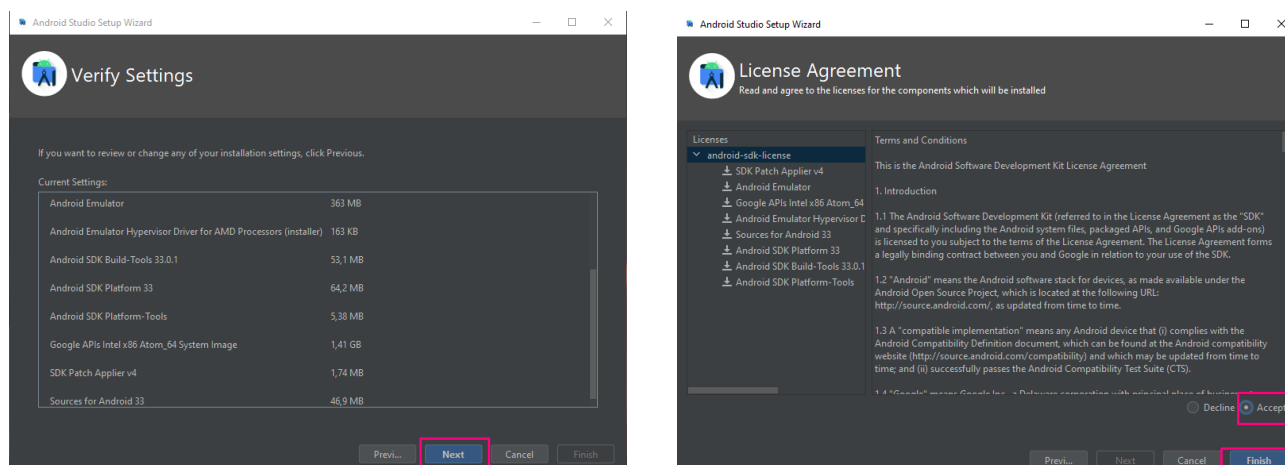 Android Studio Setup Wizard
Verify Settings
If you want to review or change any of your installation settings, click Previous.
Current Settings:
Android Emulator 363 MB
Android Emulator Hypervisor Driver for AMD Processors (installer) 163 KB
Android SDK Build-Tools 33.0.1 53,1 MB
Android SDK Platform 33 64,2 MB
Android SDK Platform-Tools 5,38 MB
Google APIs Intel x86 Atom_64 System Image 1,41 GB
SDK Patch Applier v4 1,74 MB
Sources for Android 33 46,9 MB
Previ... Next Cancel Finish
Android Studio Setup Wizard
License Agreement
Read and agree to the licenses for the components which will be installed
Licenses
android-sdk-license
SDK Patch Applier v4
Android Emulator
Google APIs Intel x86 Atom_64
Android Emulator Hypervisor D
Sources for Android 33
Android SDK Platform 33
Android SDK Build-Tools 33.0.1
Android SDK Platform-Tools
Terms and Conditions
This is the Android Software Development Kit License Agreement
1. Introduction
1.1 The Android Software Development Kit (referred to in the License Agreement as the "SDK"
and specifically including the Android system files, packaged APIs, and Google APIs add-ons)
is licensed to you subject to the terms of the License Agreement. The License Agreement forms
a legally binding contract between you and Google in relation to your use of the SDK.
1.2 "Android" means the Android software stack for devices, as made available under the
Android Open Source Project, which is located at the following URL:
http://source.android.com/, as updated from time to time.
1.3 A "compatible implementation" means any Android device that (i) complies with the
Android Compatibility Definition document, which can be found at the Android compatibility
website (http://source.android.com/compatibility) and which may be updated from time to
time; and (ii) successfully passes the Android Compatibility Test Suite (CTS).
1.4 "Google" means Google Inc., a Delaware corporation with principal place of business
Decline Accept
Previ... Next Cancel Finish